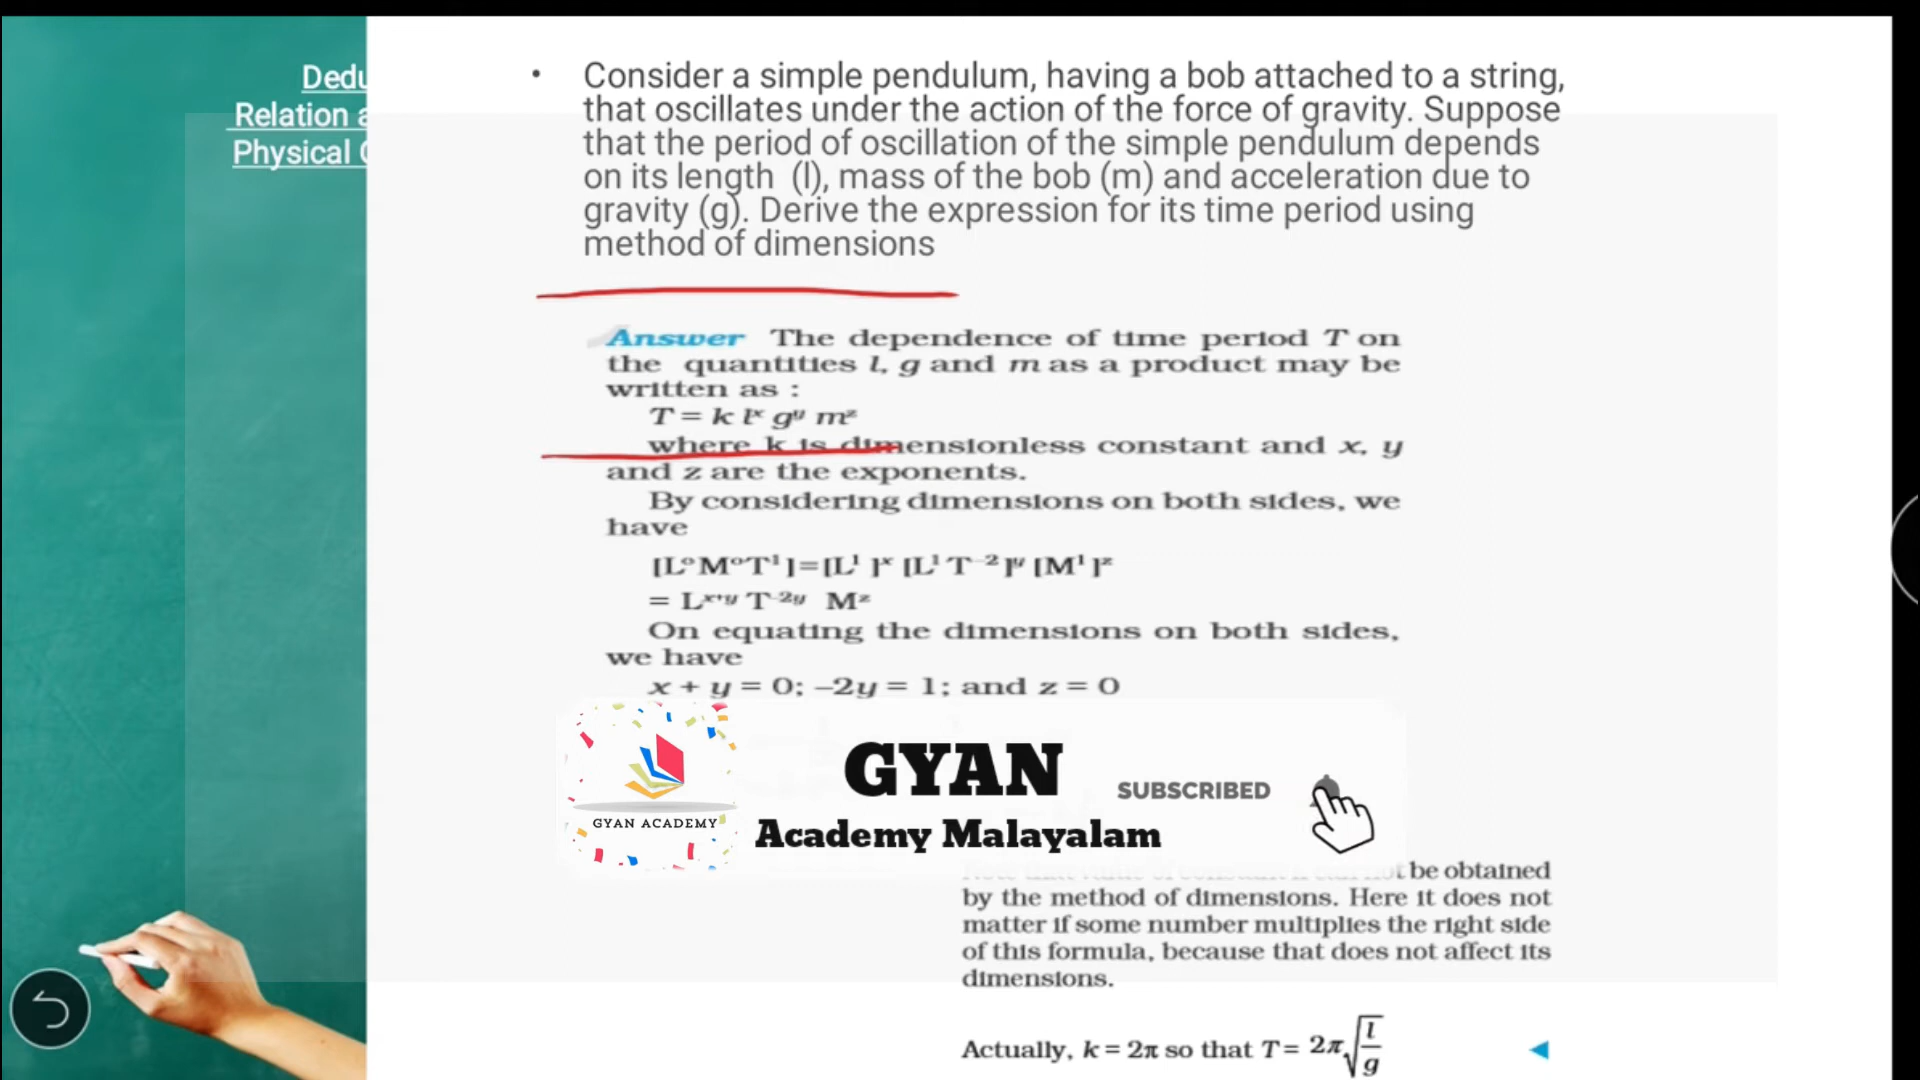 Dedu
Relation a
Physical
• Consider a simple pendulum, having a bob attached to a string,
that oscillates under the action of the force of gravity. Suppose
that the period of oscillation of the simple pendulum depends
on its length (l), mass of the bob (m) and acceleration due to
gravity (g). Derive the expression for its time period using
method of dimensions
Answer The dependence of time period T on
the quantities l, g and m as a product may be
written as :
T = k lˣ gʸ mᶻ
where k is dimensionless constant and x, y
and z are the exponents.
By considering dimensions on both sides, we
have
[L°M°T¹]=[L¹ ]ˣ [L¹ T⁻²]ʸ [M¹ ]ᶻ
= Lˣ⁺ʸ T⁻²ʸ Mᶻ
On equating the dimensions on both sides,
we have
x + y = 0; –2y = 1; and z = 0
GYAN ACADEMY
GYAN
Academy Malayalam
SUBSCRIBED
be obtained
by the method of dimensions. Here it does not
matter if some number multiplies the right side
of this formula, because that does not affect its
dimensions.
Actually, k = 2π so that T = 2π√(l/g)